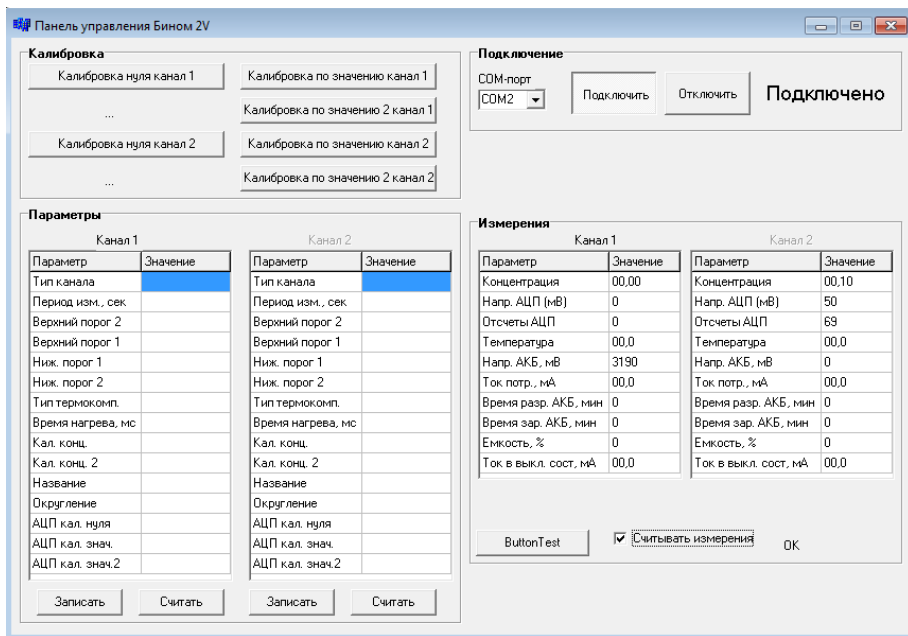 Панель управления Бином 2V
Калибровка
Калибровка нуля канал 1
Калибровка по значению канал 1
...
Калибровка по значению 2 канал 1
Калибровка нуля канал 2
Калибровка по значению канал 2
...
Калибровка по значению 2 канал 2
Подключение
COM-порт
COM2
Подключить
Отключить
Подключено
Параметры
Канал 1
Параметр Значение
Тип канала
Период изм., сек
Верхний порог 2
Верхний порог 1
Ниж. порог 1
Ниж. порог 2
Тип термокомп.
Время нагрева, мс
Кал. конц.
Кал. конц. 2
Название
Округление
АЦП кал. нуля
АЦП кал. знач.
АЦП кал. знач.2
Записать Считать
Канал 2
Параметр Значение
Тип канала
Период изм., сек
Верхний порог 2
Верхний порог 1
Ниж. порог 1
Ниж. порог 2
Тип термокомп.
Время нагрева, мс
Кал. конц.
Кал. конц. 2
Название
Округление
АЦП кал. нуля
АЦП кал. знач.
АЦП кал. знач.2
Записать Считать
Измерения
Канал 1
Параметр Значение
Концентрация 00,00
Напр. АЦП (мВ) 0
Отсчеты АЦП 0
Температура 00,0
Напр. АКБ, мВ 3190
Ток потр., мА 00,0
Время разр. АКБ, мин 0
Время зар. АКБ, мин 0
Емкость, % 0
Ток в выкл. сост, мА 00,0
Канал 2
Параметр Значение
Концентрация 00,10
Напр. АЦП (мВ) 50
Отсчеты АЦП 69
Температура 00,0
Напр. АКБ, мВ 0
Ток потр., мА 00,0
Время разр. АКБ, мин 0
Время зар. АКБ, мин 0
Емкость, % 0
Ток в выкл. сост, мА 00,0
ButtonTest
Считывать измерения
OK